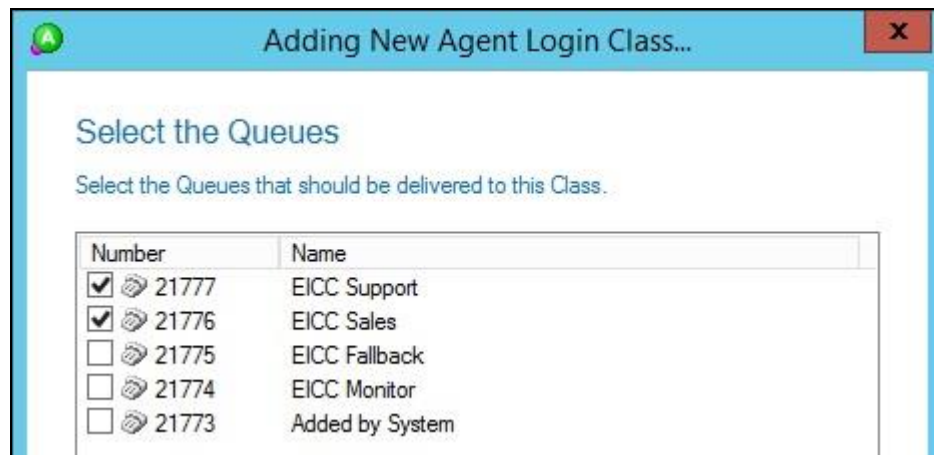 Adding New Agent Login Class...
x
Select the Queues
Select the Queues that should be delivered to this Class.
Number Name
21777 EICC Support
21776 EICC Sales
21775 EICC Fallback
21774 EICC Monitor
21773 Added by System